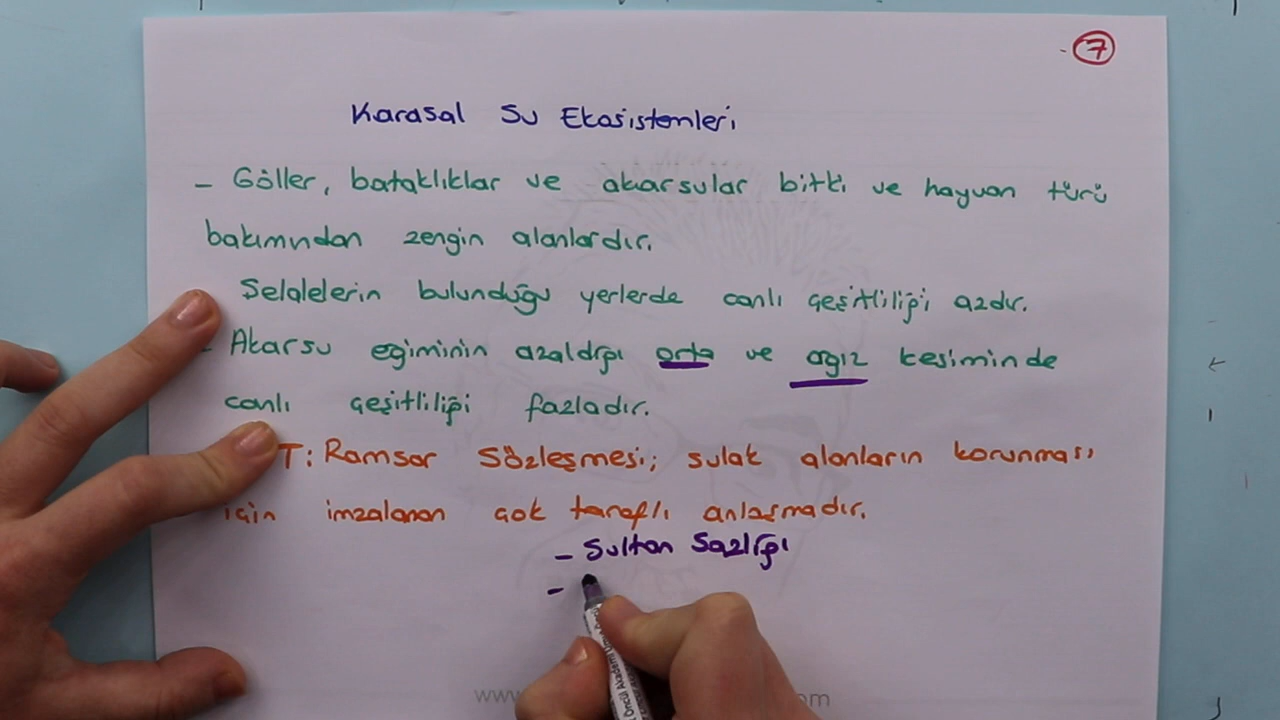 7
Karasal Su Ekosistemleri
- Göller, bataklıklar ve akarsular bitki ve hayvan türü
bakımından zengin alanlardır.
Şelalelerin bulunduğu yerlerde canlı çeşitliliği azdır.
- Akarsu eğiminin azaldığı orta ve ağız kesiminde
canlı çeşitliliği fazladır.
T: Ramsar Sözleşmesi; sulak alanların korunması
için imzalanan çok taraflı anlaşmadır.
- Sultan Sazlığı
-
www
om